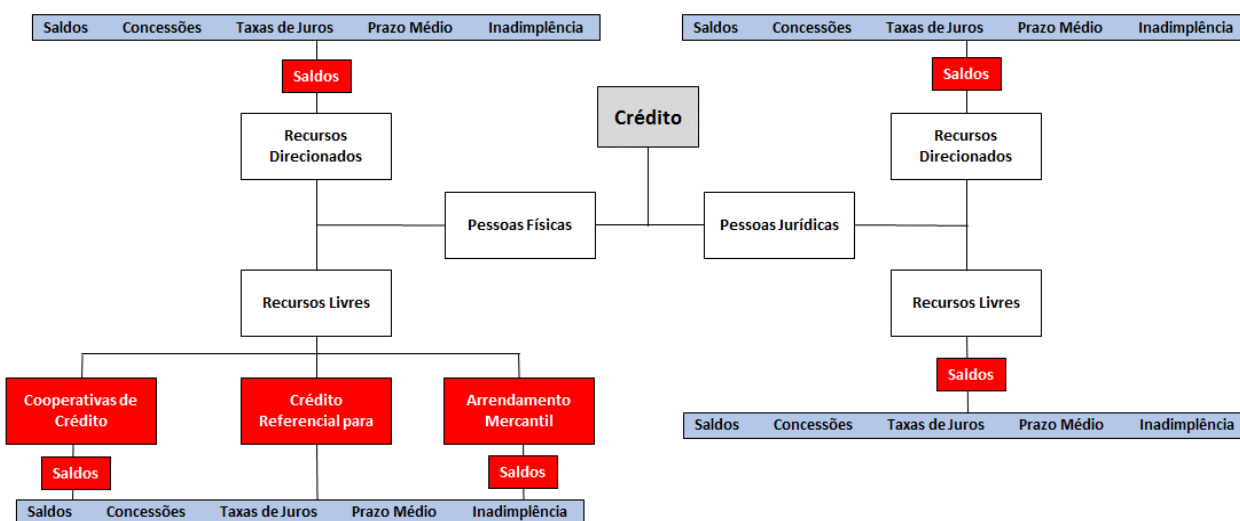 Saldos Concessões Taxas de Juros Prazo Médio Inadimplência
Saldos Concessões Taxas de Juros Prazo Médio Inadimplência
Saldos
Saldos
Crédito
Recursos
Direcionados
Recursos
Direcionados
Pessoas Físicas
Pessoas Jurídicas
Recursos Livres
Recursos Livres
Saldos
Cooperativas de
Crédito
Crédito
Referencial para
Arrendamento
Mercantil
Saldos Concessões Taxas de Juros Prazo Médio Inadimplência
Saldos
Saldos
Saldos Concessões Taxas de Juros Prazo Médio Inadimplência